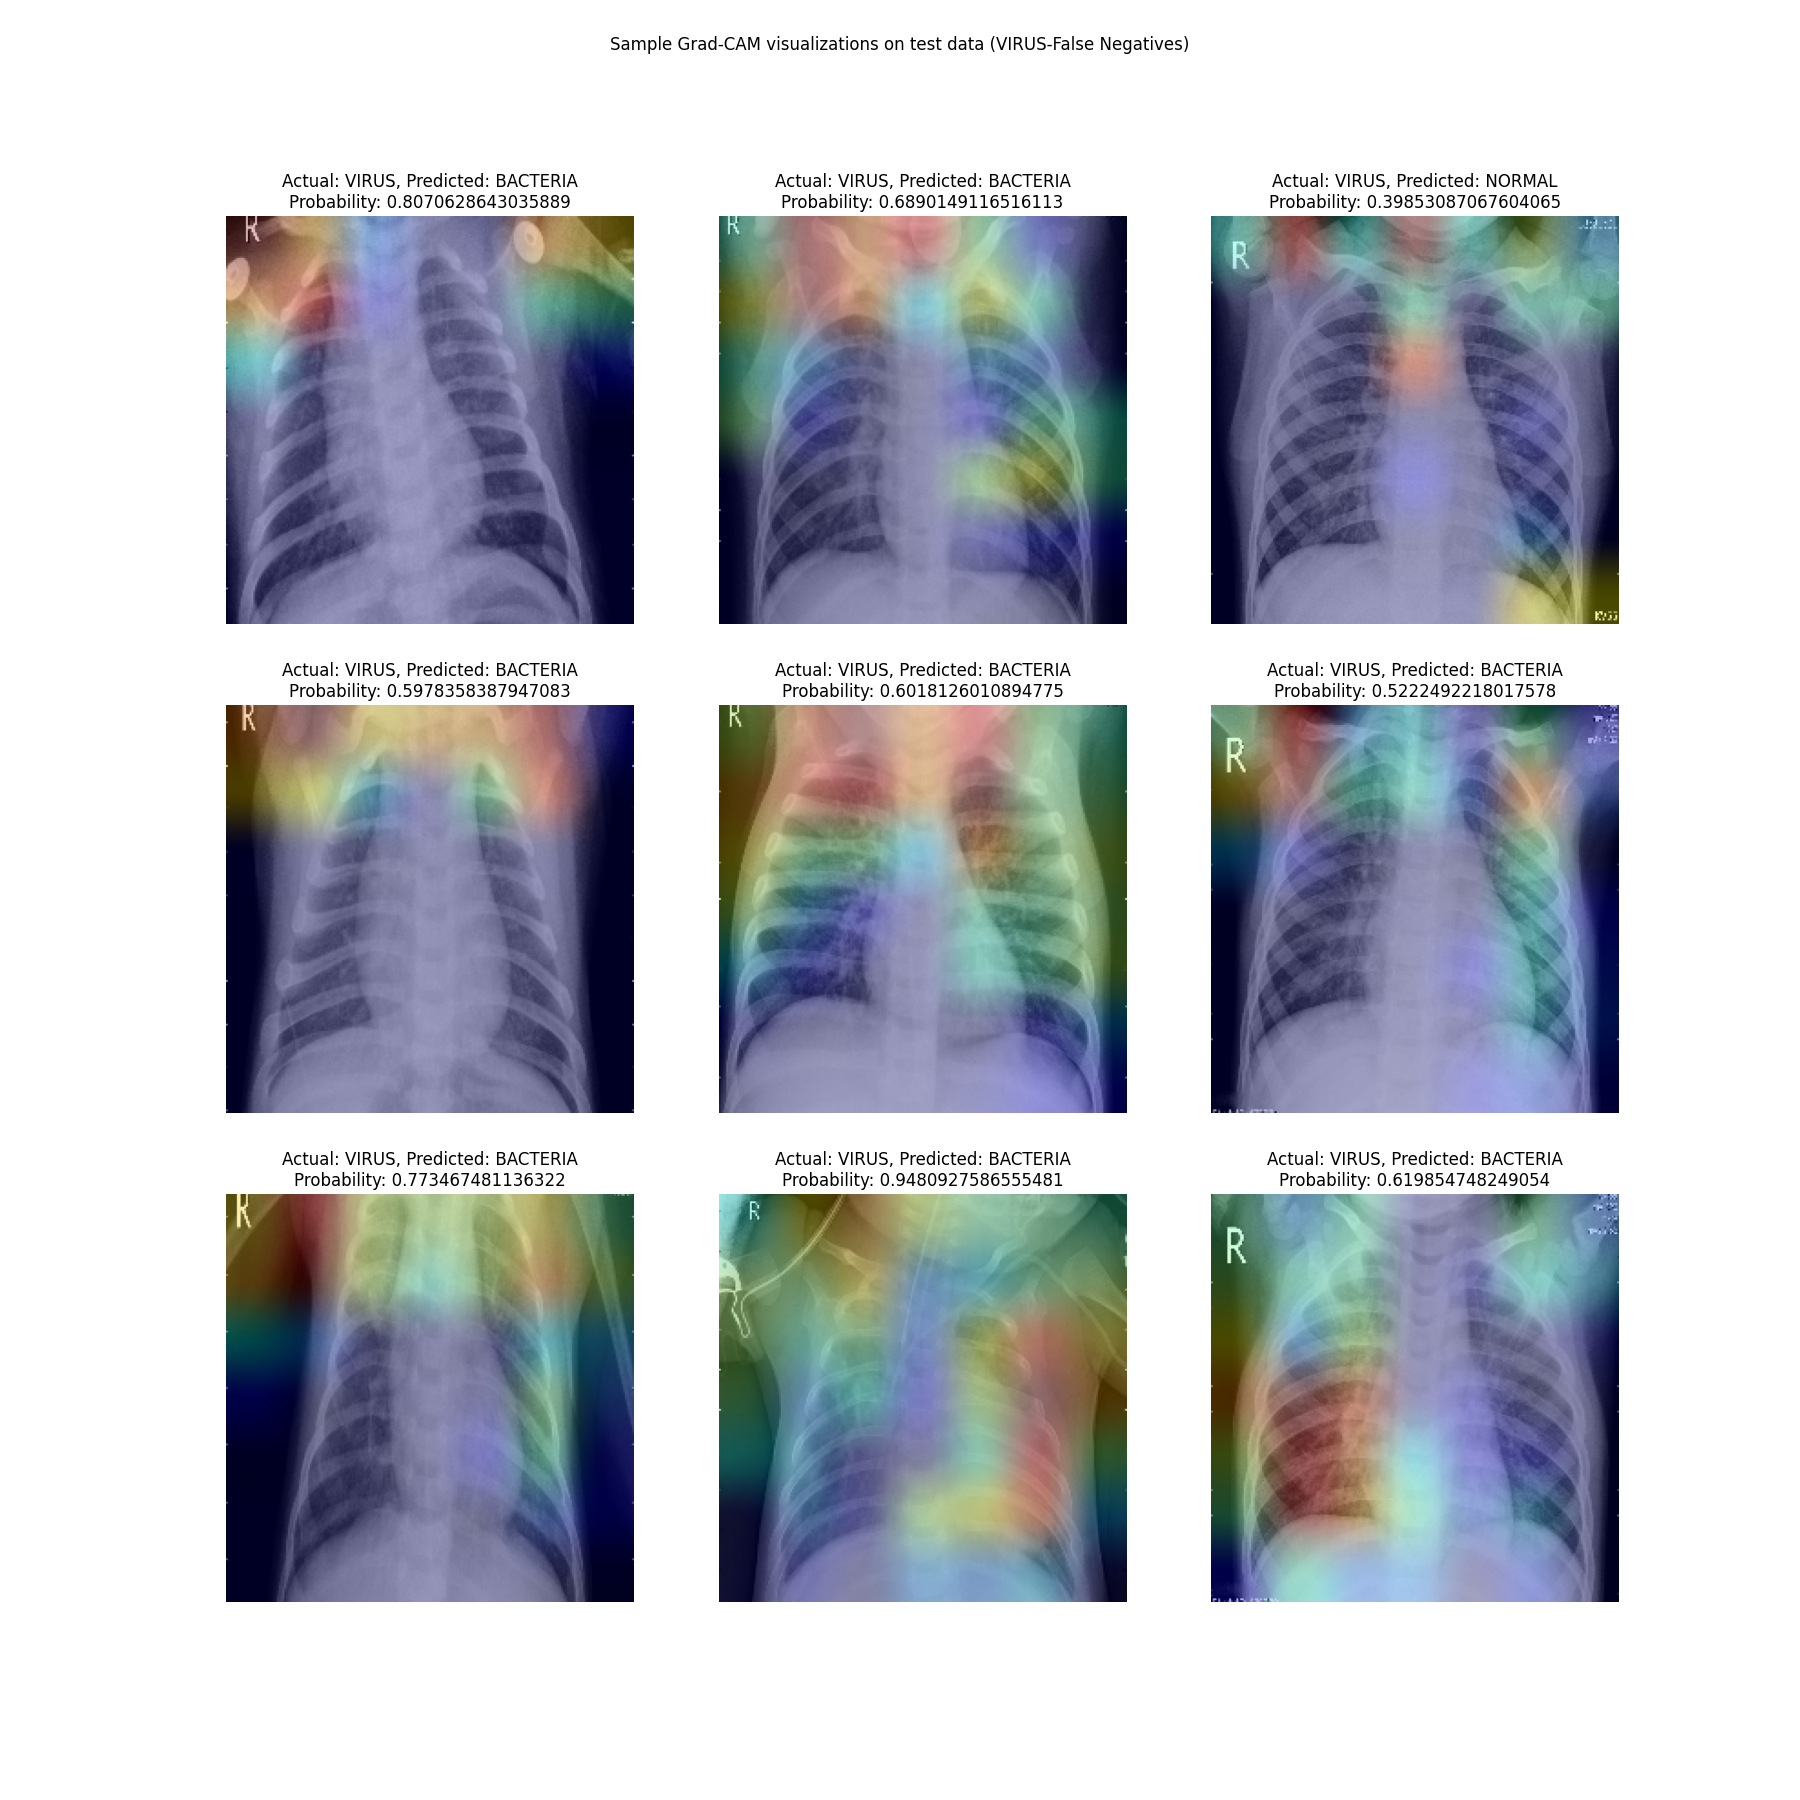 Sample Grad-CAM visualizations on test data (VIRUS-False Negatives)
Actual: VIRUS, Predicted: BACTERIA
Probability: 0.8070628643035889
Actual: VIRUS, Predicted: BACTERIA
Probability: 0.6890149116516113
Actual: VIRUS, Predicted: NORMAL
Probability: 0.39853087067604065
R
R
R
Actual: VIRUS, Predicted: BACTERIA
Probability: 0.5978358387947083
Actual: VIRUS, Predicted: BACTERIA
Probability: 0.6018126010894775
Actual: VIRUS, Predicted: BACTERIA
Probability: 0.5222492218017578
R
R
R
Actual: VIRUS, Predicted: BACTERIA
Probability: 0.773467481136322
Actual: VIRUS, Predicted: BACTERIA
Probability: 0.9480927586555481
Actual: VIRUS, Predicted: BACTERIA
Probability: 0.619854748249054
R
R
R